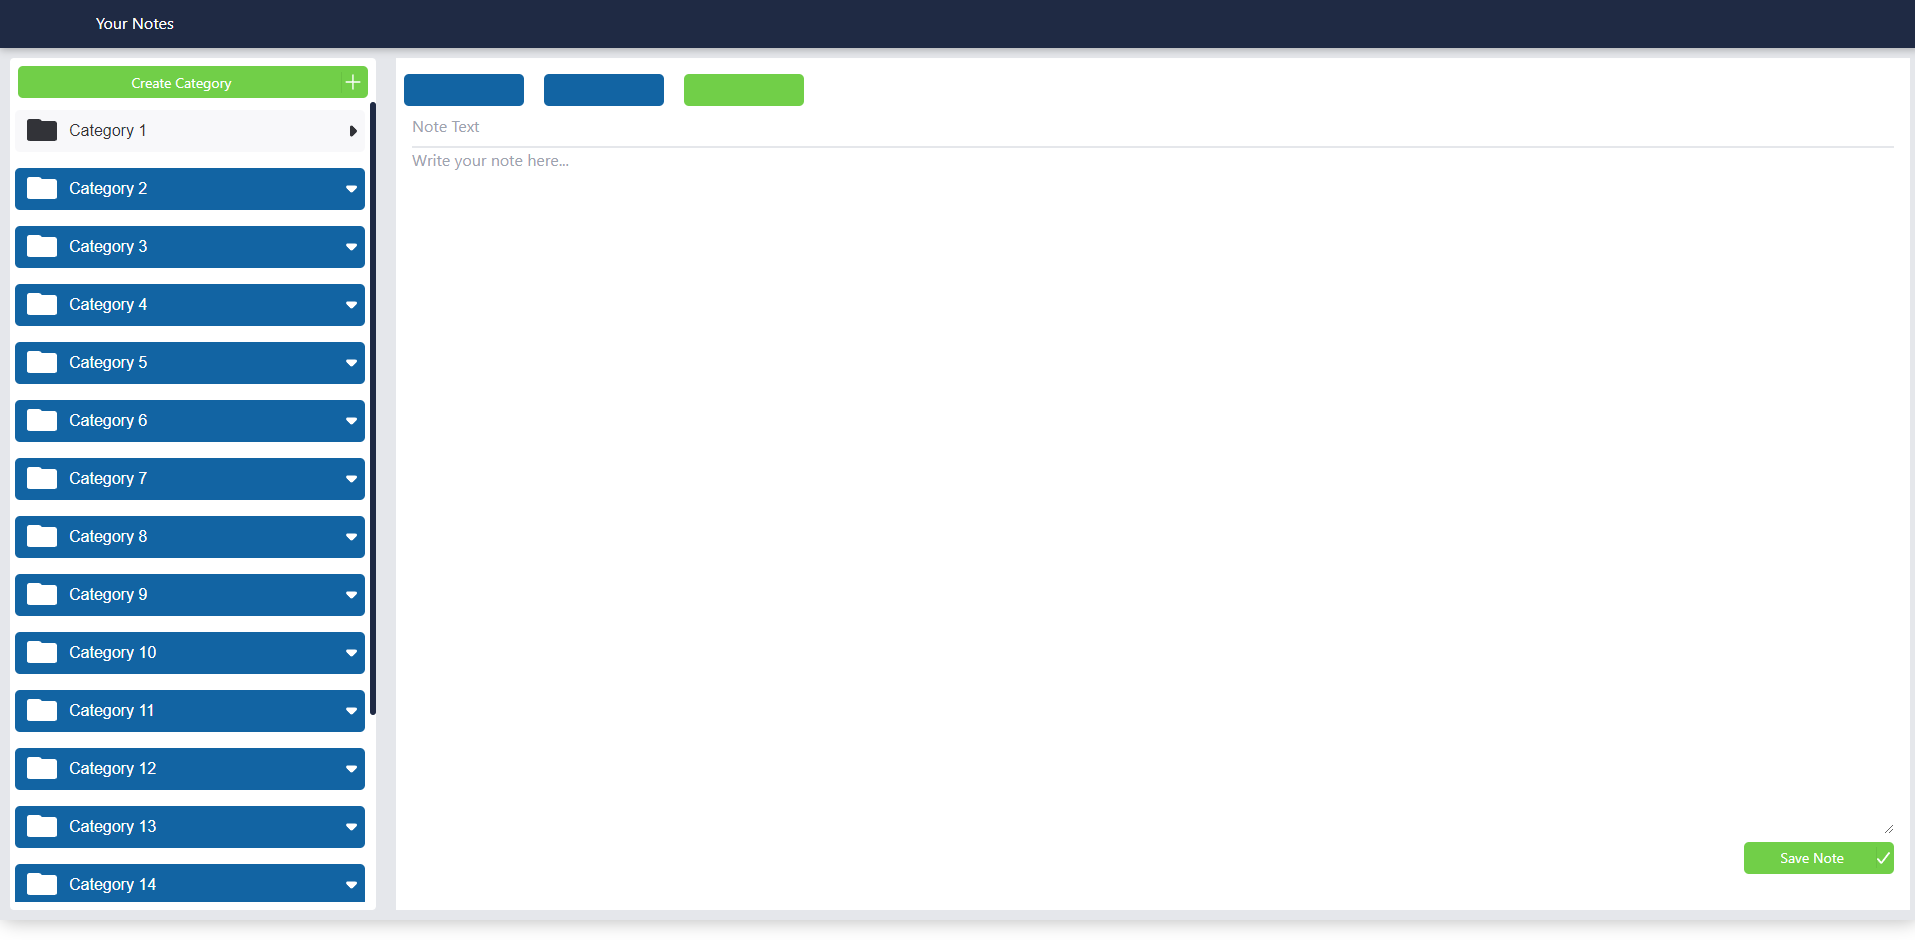 Your Notes
Create Category
Category 1
Category 2
Category 3
Category 4
Category 5
Category 6
Category 7
Category 8
Category 9
Category 10
Category 11
Category 12
Category 13
Category 14
Note Text
Write your note here...
Save Note